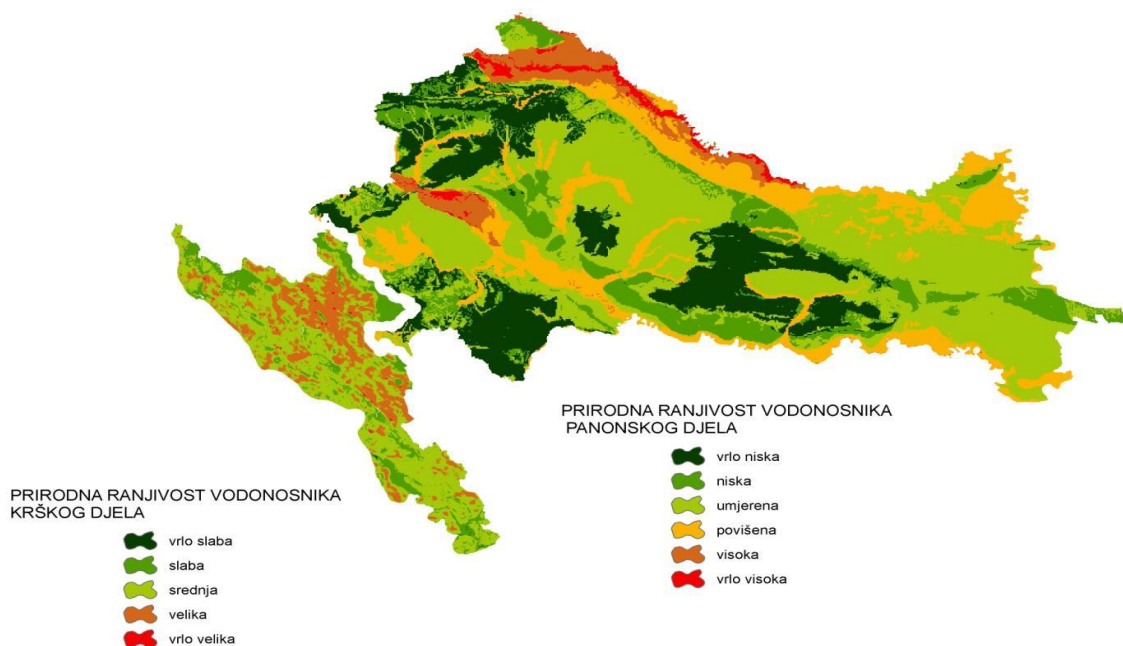 PRIRODNA RANJIVOST VODONOSNIKA
PANONSKOG DJELA
vrlo niska
niska
umjerena
povišena
visoka
vrlo visoka
PRIRODNA RANJIVOST VODONOSNIKA
KRŠKOG DJELA
vrlo slaba
slaba
srednja
velika
vrlo velika